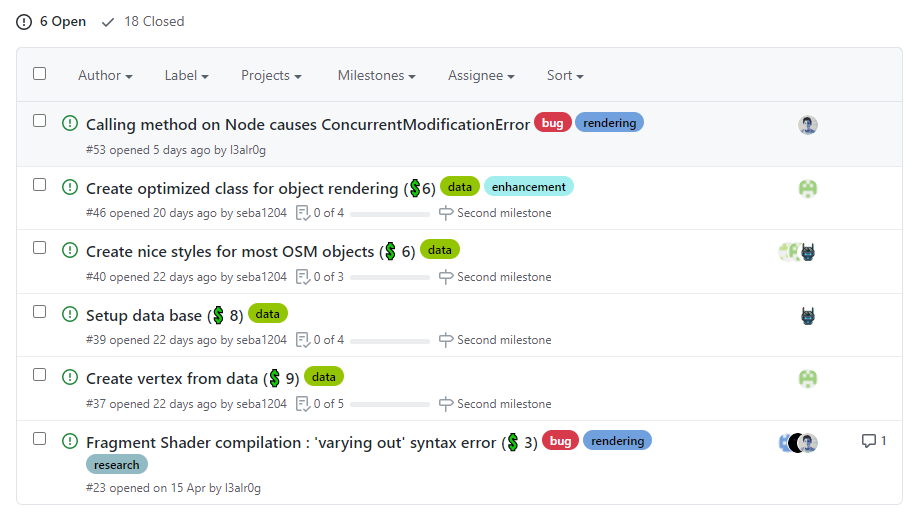 6 Open 18 Closed
Author Label Projects Milestones Assignee Sort
Calling method on Node causes ConcurrentModificationError bug rendering
#53 opened 5 days ago by l3alr0g
Create optimized class for object rendering (💲6) data enhancement
#46 opened 20 days ago by seba1204 0 of 4 Second milestone
Create nice styles for most OSM objects (💲 6) data
#40 opened 22 days ago by seba1204 0 of 3 Second milestone
Setup data base (💲 8) data
#39 opened 22 days ago by seba1204 0 of 4 Second milestone
Create vertex from data (💲 9) data
#37 opened 22 days ago by seba1204 0 of 5 Second milestone
Fragment Shader compilation : 'varying out' syntax error (💲 3) bug rendering 1
research
#23 opened on 15 Apr by l3alr0g